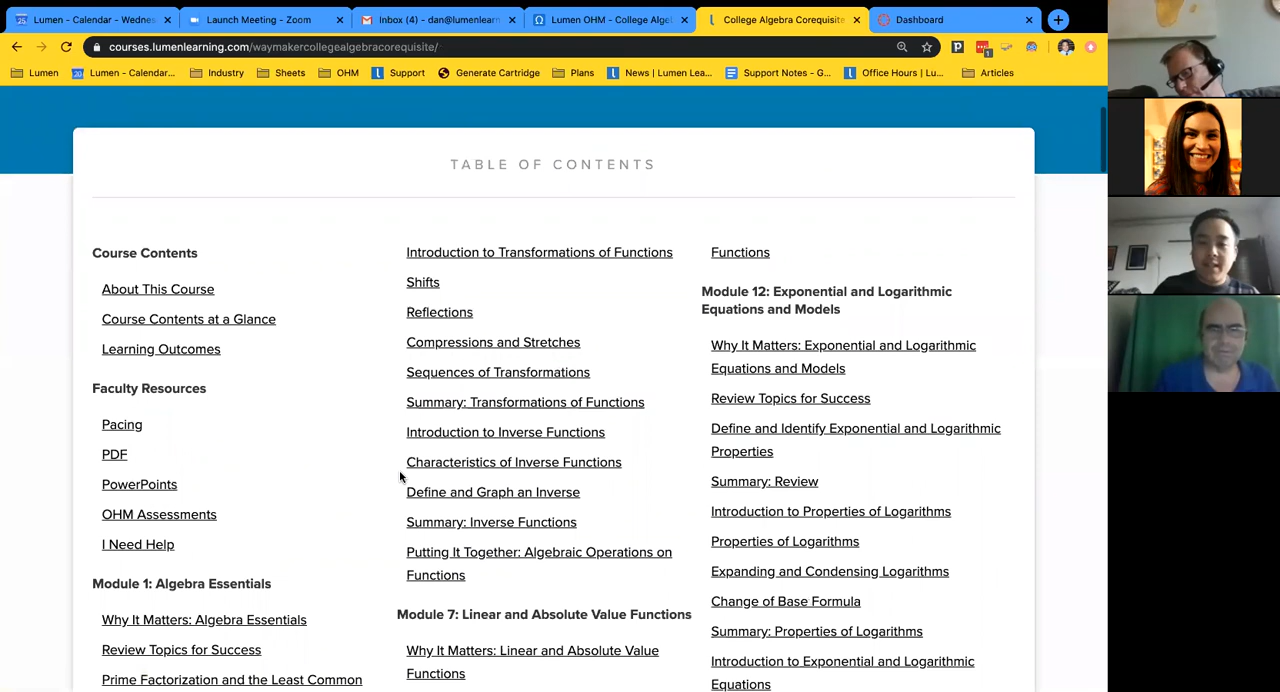 Lumen - Calendar - Wednes
Launch Meeting - Zoom
Inbox (4) - dan@lumenlearn
Lumen OHM - College Alge
College Algebra Corequisite
Dashboard
courses.lumenlearning.com/waymakercollegealgebracorequisite/
Lumen
Lumen - Calendar...
Industry
Sheets
OHM
Support
Generate Cartridge
Plans
News | Lumen Lea...
Support Notes - G...
Office Hours | Lu...
Articles
TABLE OF CONTENTS
Course Contents
About This Course
Course Contents at a Glance
Learning Outcomes
Faculty Resources
Pacing
PDF
PowerPoints
OHM Assessments
I Need Help
Module 1: Algebra Essentials
Why It Matters: Algebra Essentials
Review Topics for Success
Prime Factorization and the Least Common
Introduction to Transformations of Functions
Shifts
Reflections
Compressions and Stretches
Sequences of Transformations
Summary: Transformations of Functions
Introduction to Inverse Functions
Characteristics of Inverse Functions
Define and Graph an Inverse
Summary: Inverse Functions
Putting It Together: Algebraic Operations on
Functions
Module 7: Linear and Absolute Value Functions
Why It Matters: Linear and Absolute Value
Functions
Functions
Module 12: Exponential and Logarithmic
Equations and Models
Why It Matters: Exponential and Logarithmic
Equations and Models
Review Topics for Success
Define and Identify Exponential and Logarithmic
Properties
Summary: Review
Introduction to Properties of Logarithms
Properties of Logarithms
Expanding and Condensing Logarithms
Change of Base Formula
Summary: Properties of Logarithms
Introduction to Exponential and Logarithmic
Equations